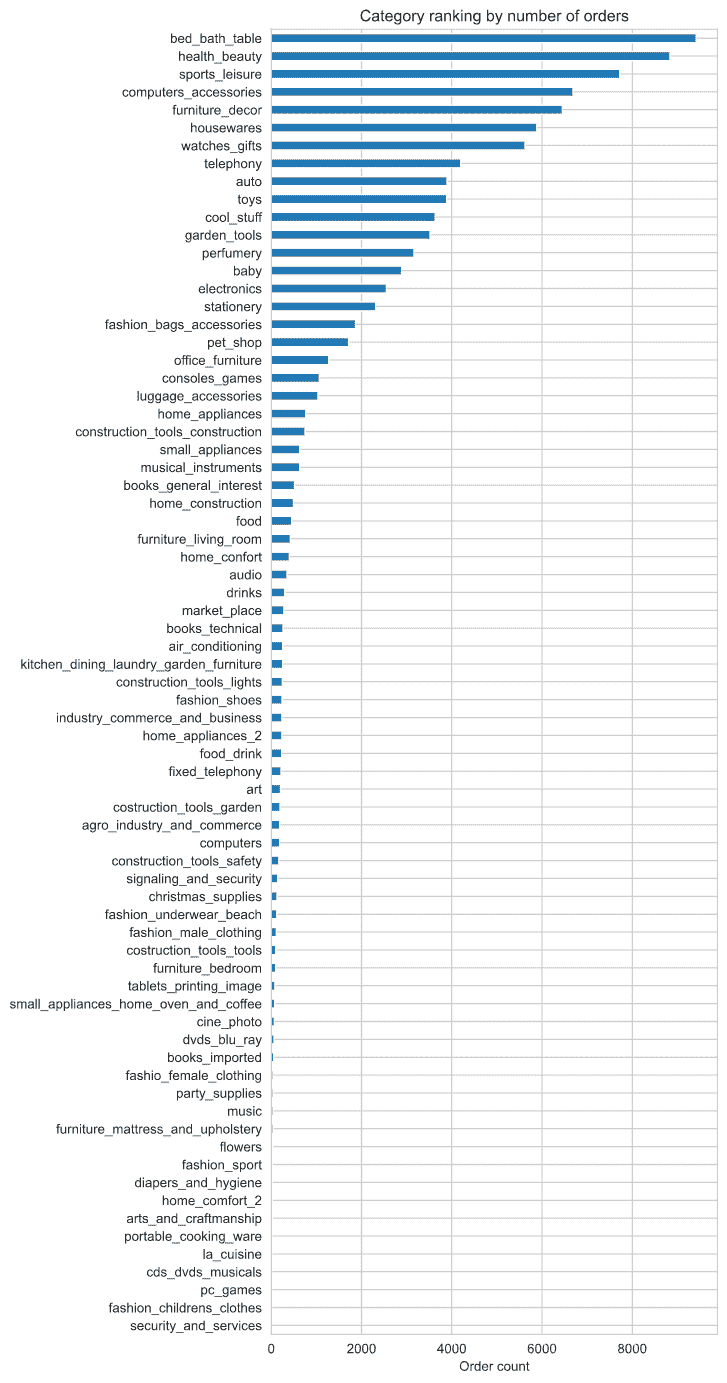 Category ranking by number of orders
bed_bath_table
health_beauty
sports_leisure
computers_accessories
furniture_decor
housewares
watches_gifts
telephony
auto
toys
cool_stuff
garden_tools
perfumery
baby
electronics
stationery
fashion_bags_accessories
pet_shop
office_furniture
consoles_games
luggage_accessories
home_appliances
construction_tools_construction
small_appliances
musical_instruments
books_general_interest
home_construction
food
furniture_living_room
home_confort
audio
drinks
market_place
books_technical
air_conditioning
kitchen_dining_laundry_garden_furniture
construction_tools_lights
fashion_shoes
industry_commerce_and_business
home_appliances_2
food_drink
fixed_telephony
art
costruction_tools_garden
agro_industry_and_commerce
computers
construction_tools_safety
signaling_and_security
christmas_supplies
fashion_underwear_beach
fashion_male_clothing
costruction_tools_tools
furniture_bedroom
tablets_printing_image
small_appliances_home_oven_and_coffee
cine_photo
dvds_blu_ray
books_imported
fashio_female_clothing
party_supplies
music
furniture_mattress_and_upholstery
flowers
fashion_sport
diapers_and_hygiene
home_comfort_2
arts_and_craftmanship
portable_cooking_ware
la_cuisine
cds_dvds_musicals
pc_games
fashion_childrens_clothes
security_and_services
0 2000 4000 6000 8000
Order count